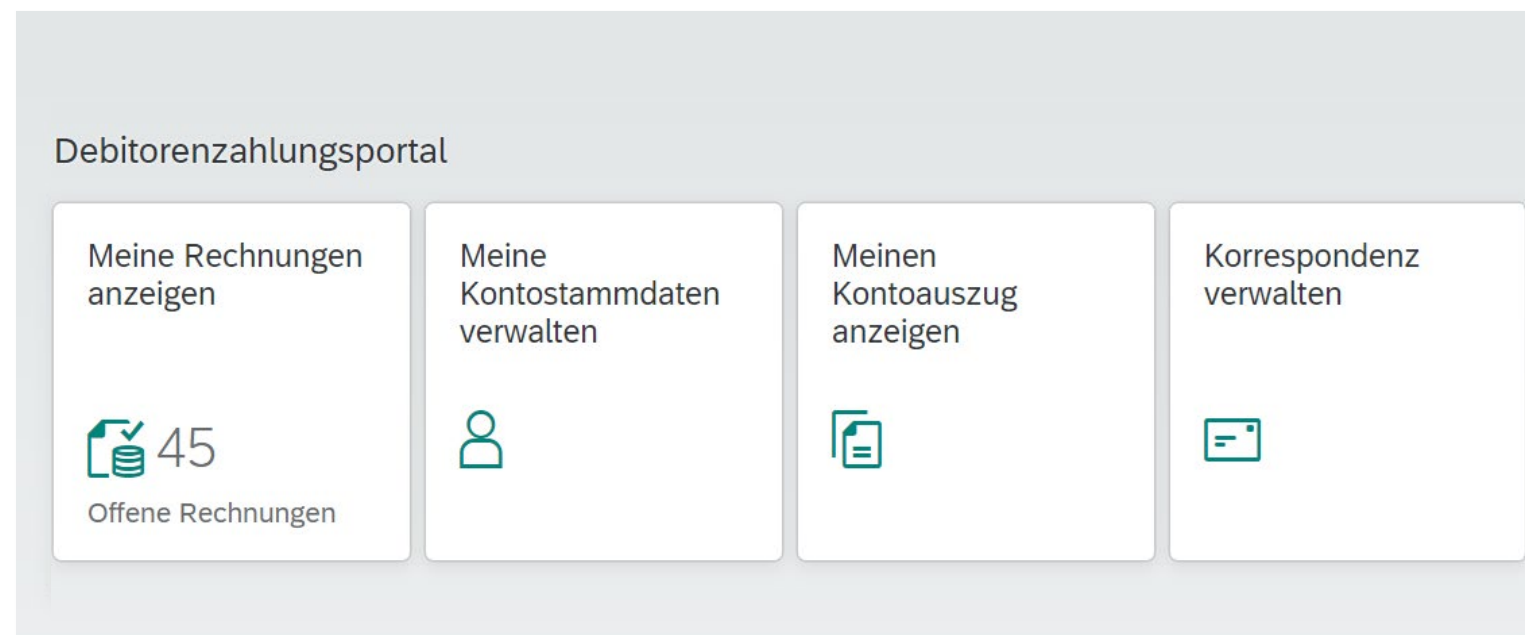 Debitorenzahlungsportal
Meine Rechnungen
anzeigen
45
Offene Rechnungen
Meine
Kontostammdaten
verwalten
Meinen
Kontoauszug
anzeigen
Korrespondenz
verwalten